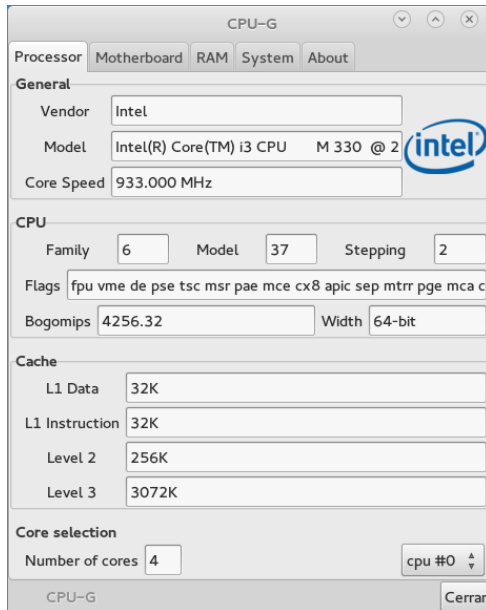 CPU-G
Processor Motherboard RAM System About
General
Vendor Intel
Model Intel(R) Core(TM) i3 CPU M 330 @ 2
intel
Core Speed 933.000 MHz
CPU
Family 6 Model 37 Stepping 2
Flags fpu vme de pse tsc msr pae mce cx8 apic sep mtrr pge mca c
Bogomips 4256.32 Width 64-bit
Cache
L1 Data 32K
L1 Instruction 32K
Level 2 256K
Level 3 3072K
Core selection
Number of cores 4 cpu #0
CPU-G Cerrar